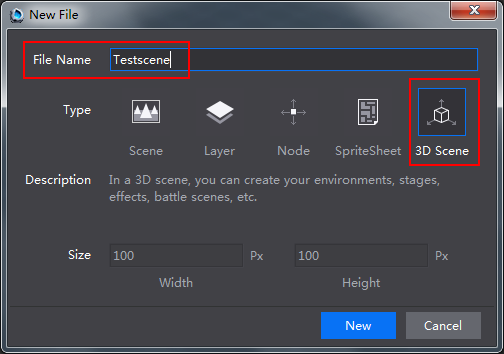 New File
File Name Testscene
Type
Scene Layer Node SpriteSheet 3D Scene
Description In a 3D scene, you can create your environments, stages,
effects, battle scenes, etc.
Size 100 Px 100 Px
Width Height
New Cancel